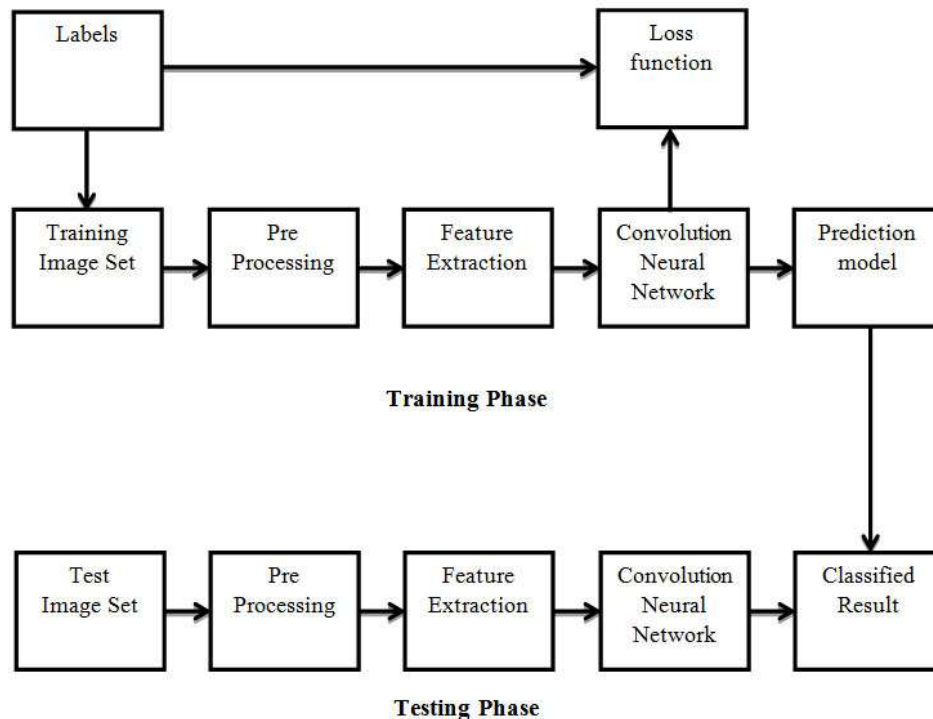 Labels
Loss
function
Training
Image Set
Pre
Processing
Feature
Extraction
Convolution
Neural
Network
Prediction
model
Training Phase
Test
Image Set
Pre
Processing
Feature
Extraction
Convolution
Neural
Network
Classified
Result
Testing Phase